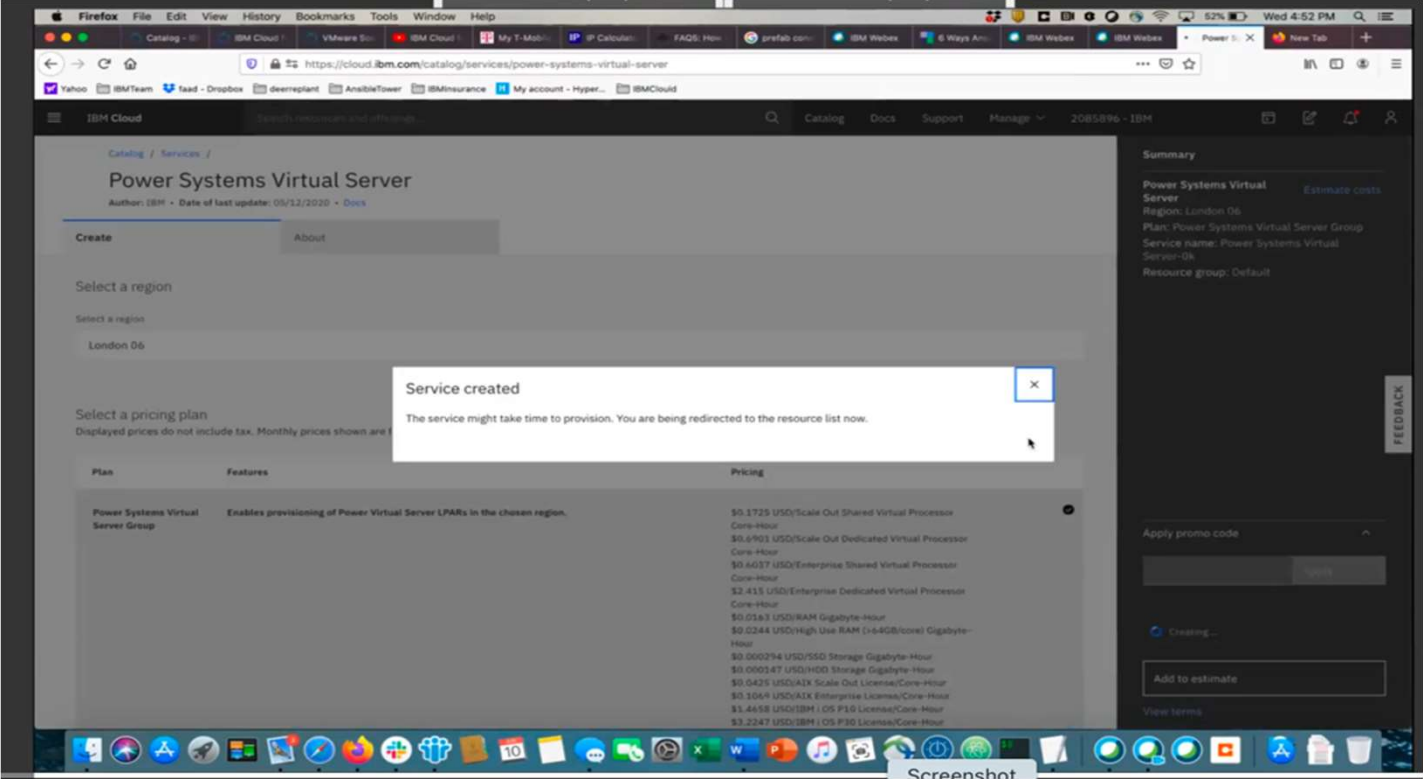 Firefox File Edit View History Bookmarks Tools Window Help 52% Wed 4:52 PM
Catalog - IBM Cloud VMware IBM Cloud My T-Mobile IP Calculat FAQS: How prefab con IBM Webex 6 Ways An IBM Webex IBM Webex Power S New Tab
https://cloud.ibm.com/catalog/services/power-systems-virtual-server
Yahoo IBMTeam faad - Dropbox deerreplant AnsibleTower IBMInsurance My account - Hyper... IBMClouid
IBM Cloud Search resources and offerings... Catalog Docs Support Manage 2085896 - IBM
Catalog / Services /
Power Systems Virtual Server
Author: IBM • Date of last update: 05/12/2020 • Docs
Create About
Select a region
Select a region
London 06
Service created
The service might take time to provision. You are being redirected to the resource list now.
Select a pricing plan
Displayed prices do not include tax. Monthly prices shown are
Plan Features Pricing
Power Systems Virtual Server Group
Enables provisioning of Power Virtual Server LPARs in the chosen region.
$0.1725 USD/Scale Out Shared Virtual Processor
Core-Hour
$0.6901 USD/Scale Out Dedicated Virtual Processor
Core-Hour
$0.6037 USD/Enterprise Shared Virtual Processor
Core-Hour
$2.415 USD/Enterprise Dedicated Virtual Processor
Core-Hour
$0.0163 USD/RAM Gigabyte-Hour
$0.0244 USD/High Use RAM (>64GB/core) Gigabyte-
Hour
$0.000294 USD/SSD Storage Gigabyte-Hour
$0.000147 USD/HDD Storage Gigabyte-Hour
$0.0425 USD/AIX Scale Out License/Core-Hour
$0.1069 USD/AIX Enterprise License/Core-Hour
$1.4658 USD/IBM i OS P10 License/Core-Hour
$3.2247 USD/IBM i OS P30 License/Core-Hour
Summary
Power Systems Virtual Estimate costs
Server
Region: London 06
Plan: Power Systems Virtual Server Group
Service name: Power Systems Virtual
Server-0k
Resource group: Default
FEEDBACK
Apply promo code
Apply
Creating...
Add to estimate
View terms
10
Screenshot